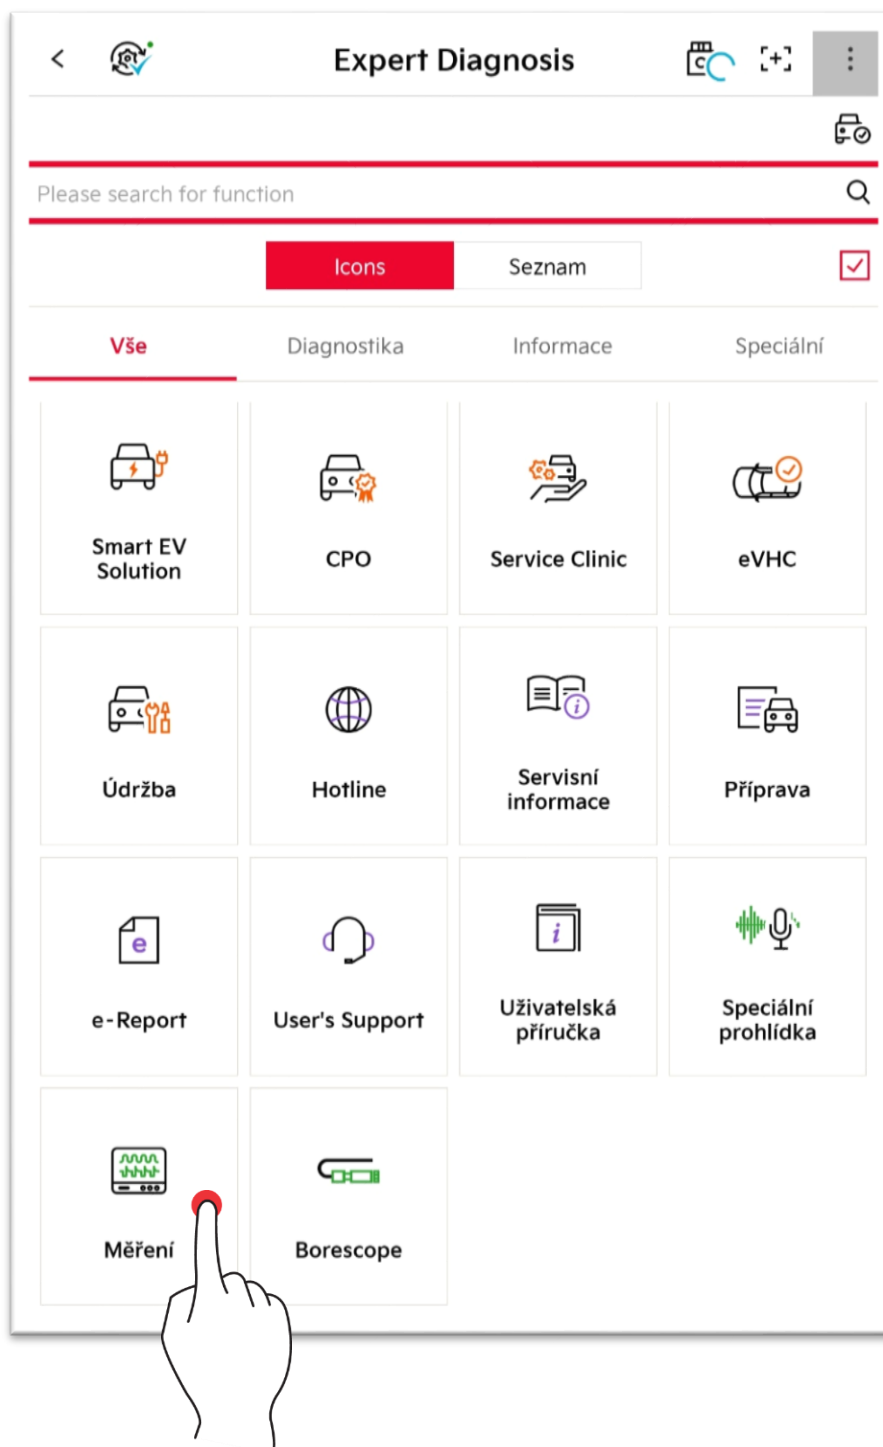 Expert Diagnosis
Please search for function
Icons Seznam
Vše Diagnostika Informace Speciální
Smart EV
Solution
CPO
Service Clinic
eVHC
Údržba
Hotline
Servisní
informace
Příprava
e
e-Report
User's Support
i
Uživatelská
příručka
Speciální
prohlídka
Měření
Borescope